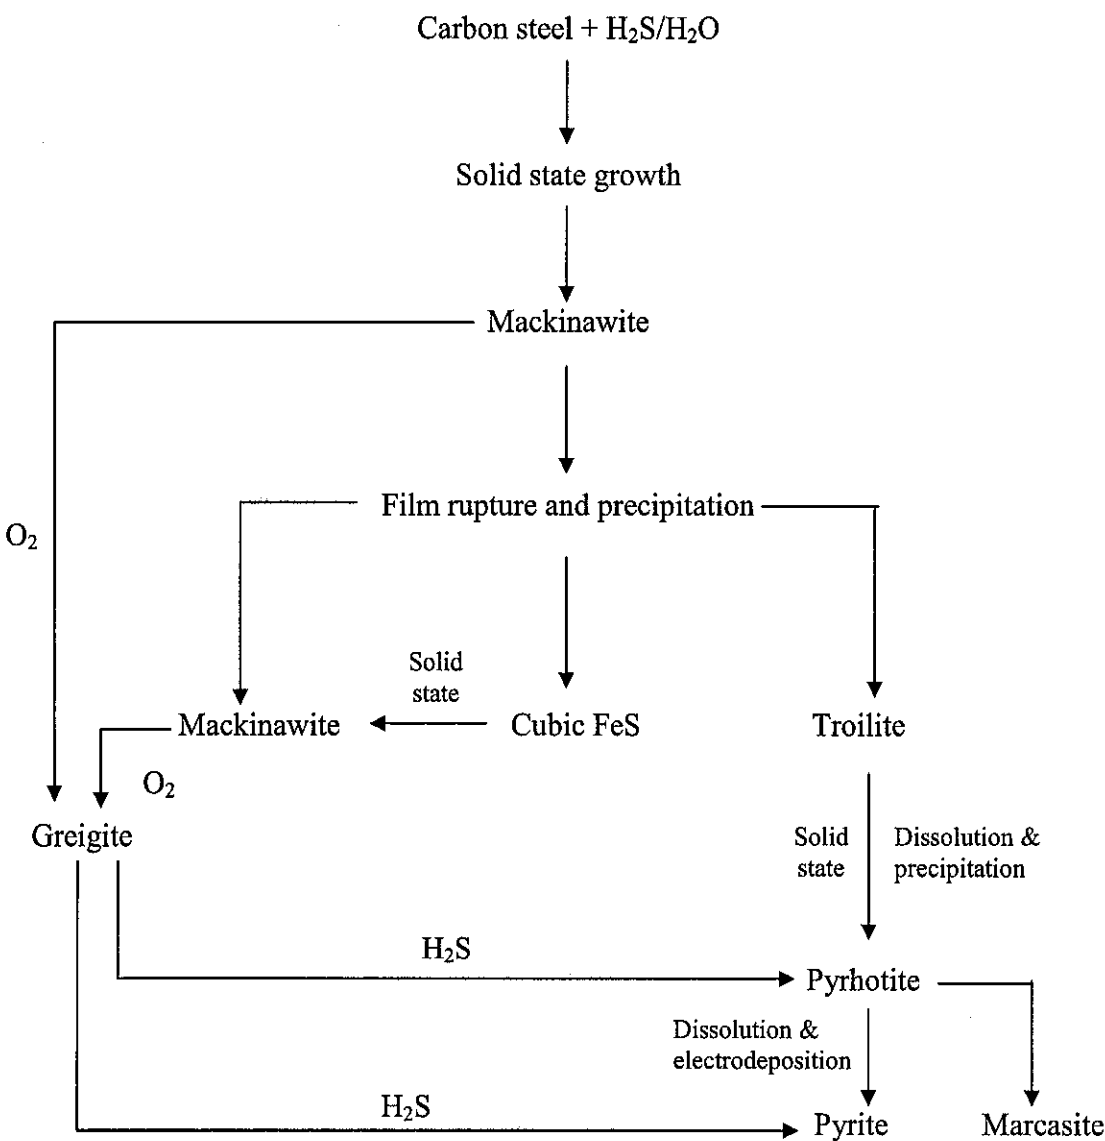 Carbon steel + H₂S/H₂O
Solid state growth
Mackinawite
Film rupture and precipitation
O₂
Solid
state
Mackinawite
Cubic FeS
Troilite
O₂
Greigite
Solid
state
Dissolution &
precipitation
H₂S
Pyrhotite
Dissolution &
electrodeposition
H₂S
Pyrite
Marcasite